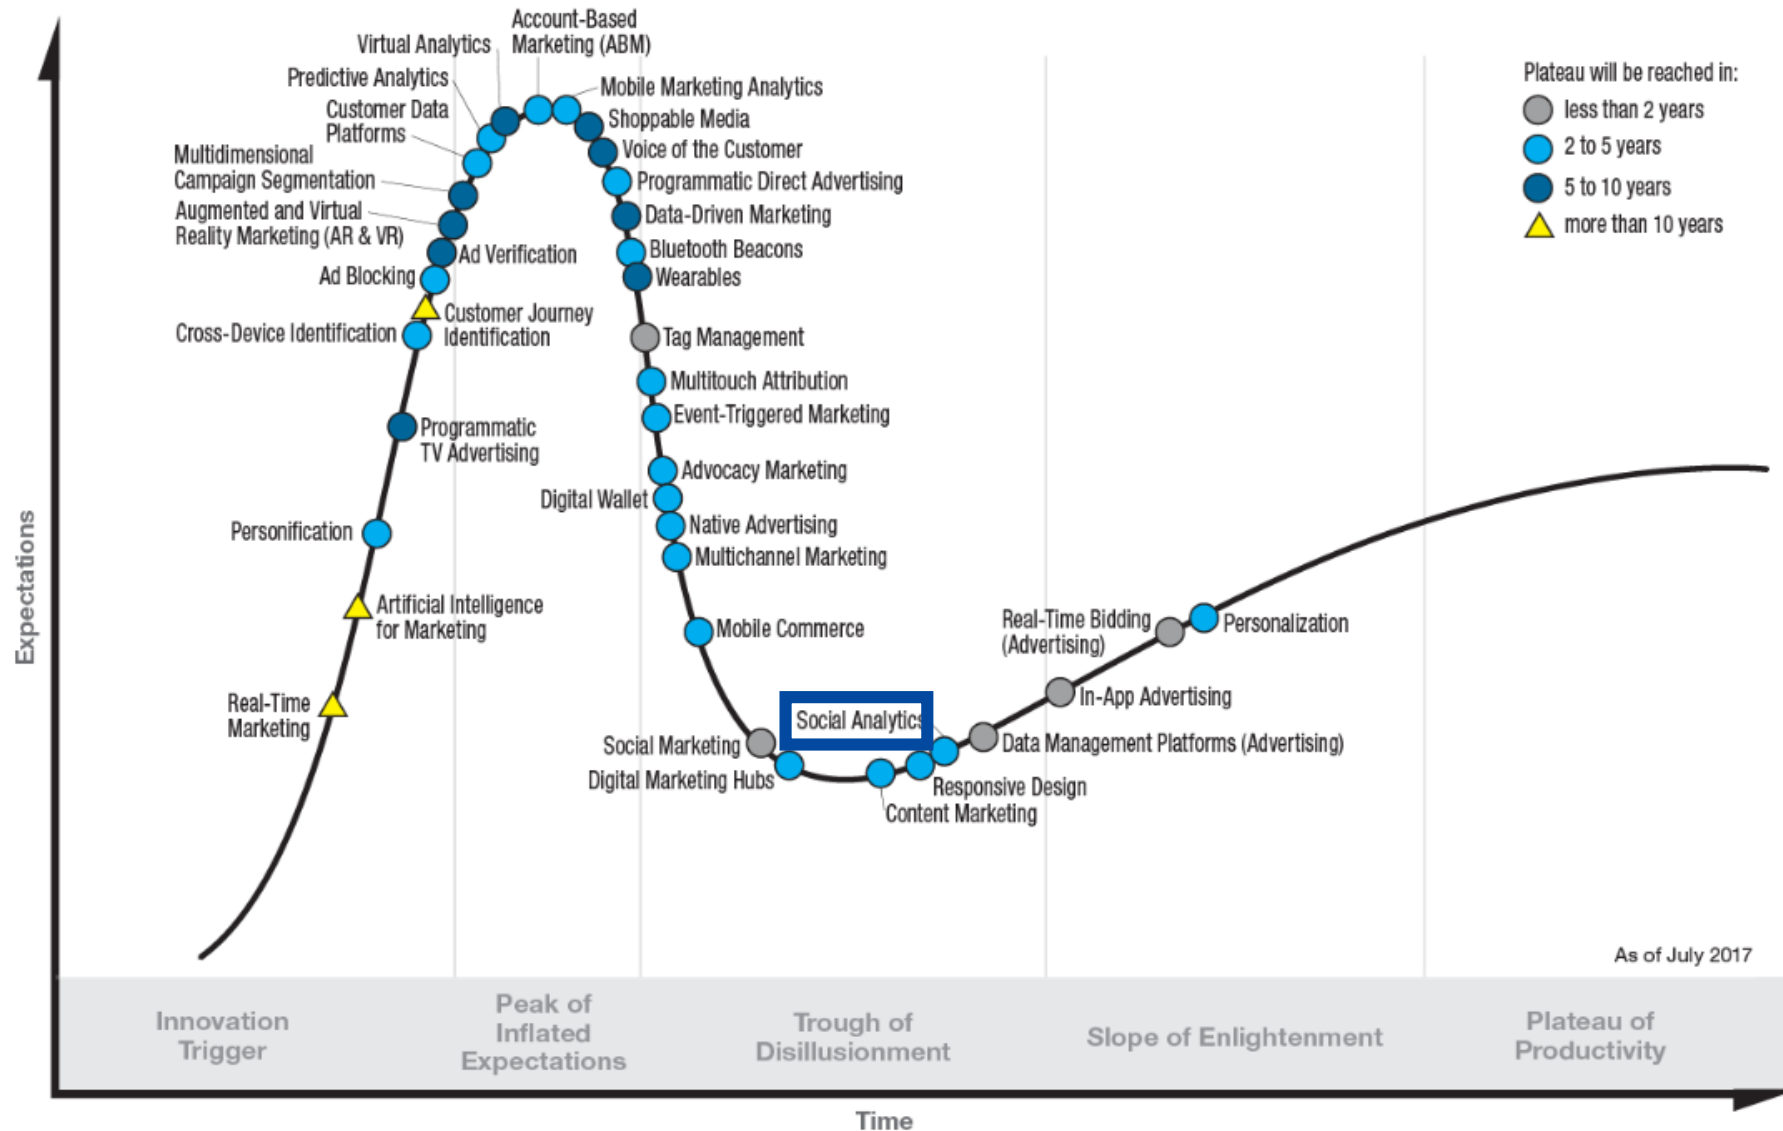 Account-Based
Marketing (ABM)
Virtual Analytics
Predictive Analytics
Mobile Marketing Analytics
Customer Data
Platforms
Shoppable Media
Multidimensional
Campaign Segmentation
Voice of the Customer
Programmatic Direct Advertising
Augmented and Virtual
Reality Marketing (AR & VR)
Data-Driven Marketing
Ad Verification
Bluetooth Beacons
Ad Blocking
Wearables
Customer Journey
Identification
Cross-Device Identification
Tag Management
Multitouch Attribution
Event-Triggered Marketing
Programmatic
TV Advertising
Advocacy Marketing
Digital Wallet
Native Advertising
Personification
Multichannel Marketing
Artificial Intelligence
for Marketing
Mobile Commerce
Real-Time Bidding
(Advertising)
Personalization
Real-Time
Marketing
In-App Advertising
Social Analytics
Social Marketing
Data Management Platforms (Advertising)
Digital Marketing Hubs
Responsive Design
Content Marketing
Plateau will be reached in:
less than 2 years
2 to 5 years
5 to 10 years
more than 10 years
Expectations
As of July 2017
Innovation
Trigger
Peak of
Inflated
Expectations
Trough of
Disillusionment
Slope of Enlightenment
Plateau of
Productivity
Time